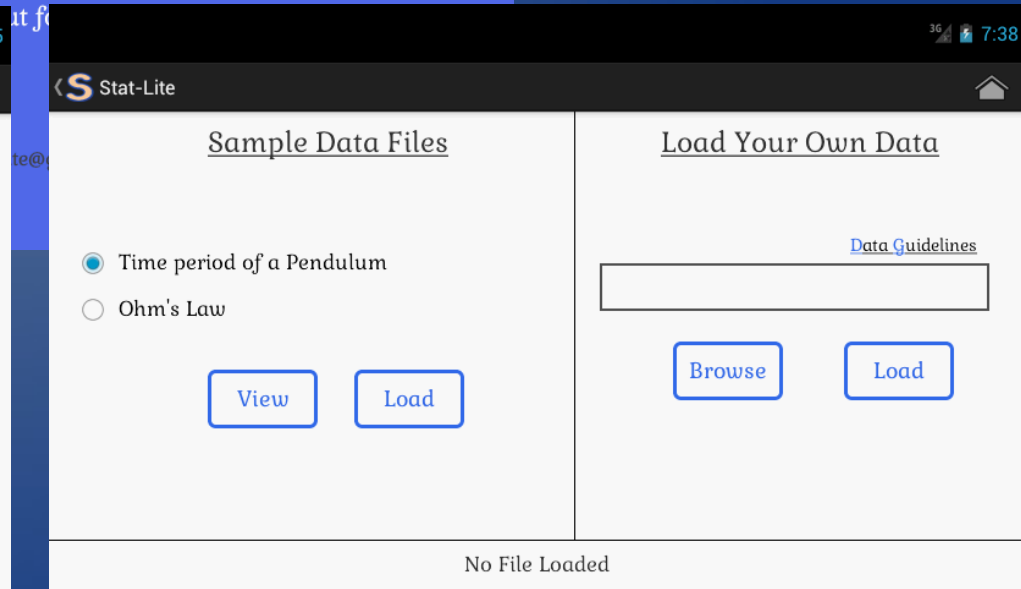 3G 7:38
S Stat-Lite
Sample Data Files
Time period of a Pendulum
Ohm's Law
View Load
Load Your Own Data
Data Guidelines
Browse Load
No File Loaded